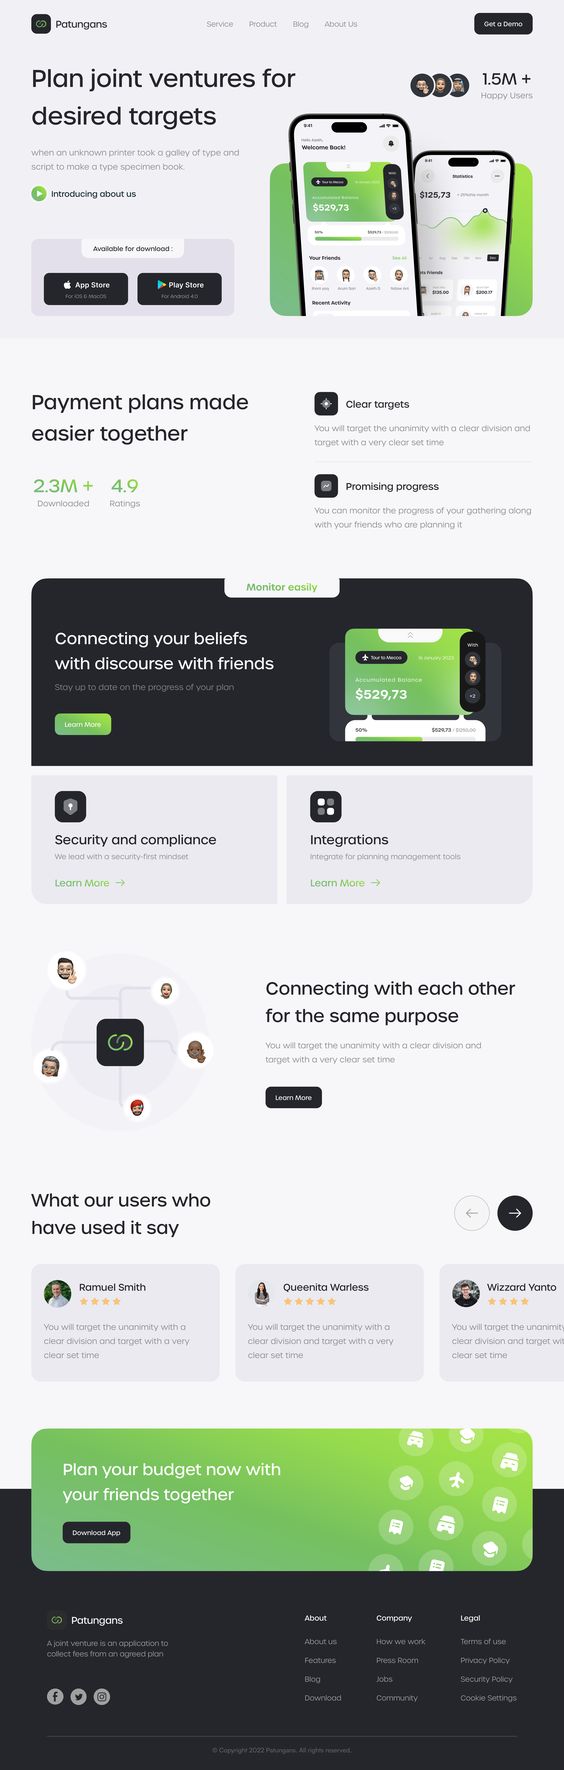 Patungans
Service
Product
Blog
About Us
Get a Demo
Plan joint ventures for
desired targets
1.5M +
Happy Users
when an unknown printer took a galley of type and
script to make a type specimen book.
Introducing about us
Available for download :
App Store
For iOS & MacOS
Play Store
For Android 4.0
9:41
Welcome Back!
Tour to Mecca
Accumulated Balance
$529,73
50%
$529,73
Your Friends
See All
Recent Activity
9:41
Statistics
$125,73
$135.00
$200.17
Payment plans made
easier together
2.3M +
Downloaded
4.9
Ratings
Clear targets
You will target the unanimity with a clear division and
target with a very clear set time
Promising progress
You can monitor the progress of your gathering along
with your friends who are planning it
Monitor easily
Connecting your beliefs
with discourse with friends
Stay up to date on the progress of your plan
Learn More
Tour to Mecca
16 January 2023
With
Accumulated Balance
$529,73
+2
50%
$529,73 / $1250,00
Security and compliance
We lead with a security-first mindset
Learn More
Integrations
Integrate for planning management tools
Learn More
Connecting with each other
for the same purpose
You will target the unanimity with a clear division and
target with a very clear set time
Learn More
What our users who
have used it say
Ramuel Smith
You will target the unanimity with a
clear division and target with a very
clear set time
Queenita Warless
You will target the unanimity with a
clear division and target with a very
clear set time
Wizzard Yanto
You will target the unanimity
clear division and target wit
clear set time
Plan your budget now with
your friends together
Download App
Patungans
A joint venture is an application to
collect fees from an agreed plan
About
About us
Features
Blog
Download
Company
How we work
Press Room
Jobs
Community
Legal
Terms of use
Privacy Policy
Security Policy
Cookie Settings
© Copyright 2022 Patungans. All rights reserved.